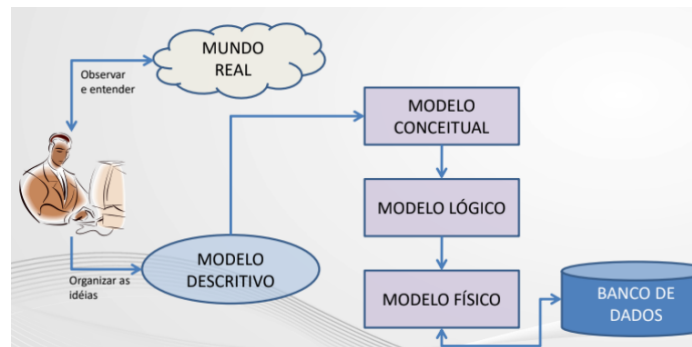 MUNDO
REAL
Observar
e entender
MODELO
CONCEITUAL
MODELO LÓGICO
MODELO
DESCRITIVO
Organizar as
idéias
MODELO FÍSICO
BANCO DE
DADOS